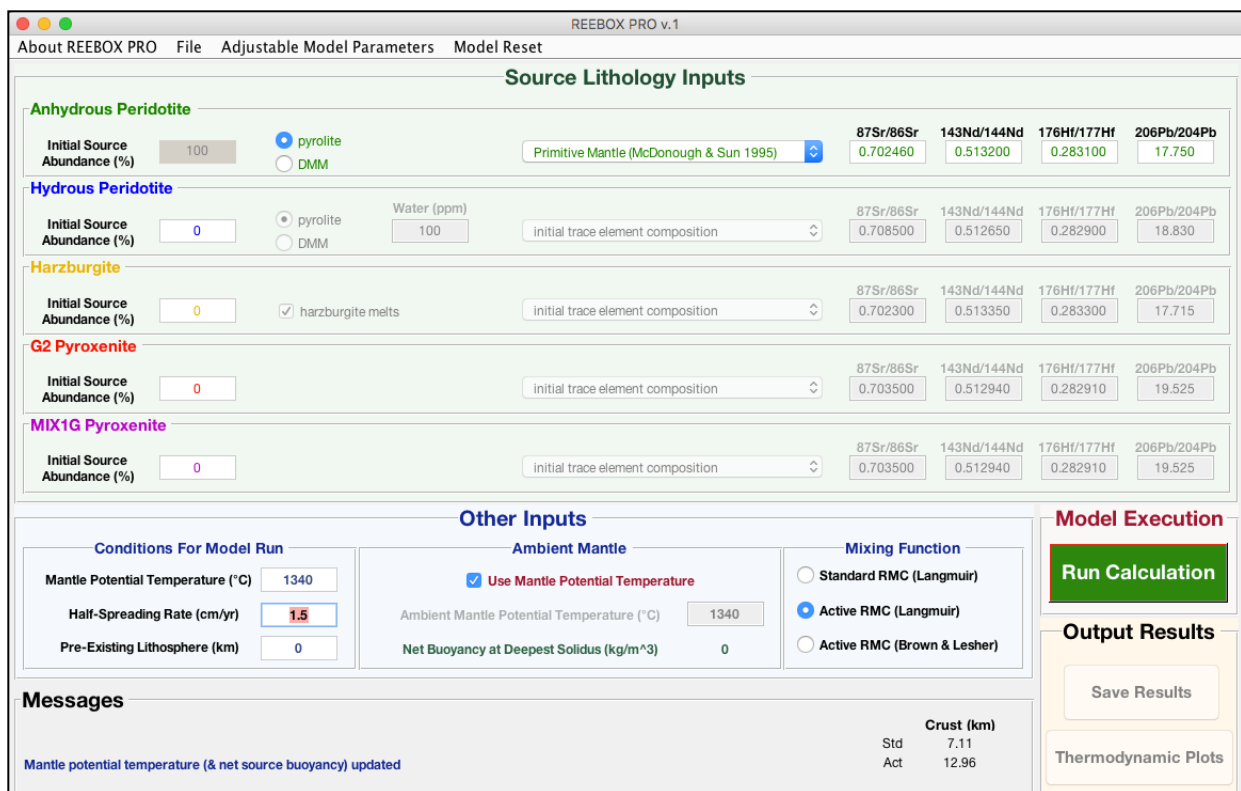 REEBOX PRO v.1
About REEBOX PRO File Adjustable Model Parameters Model Reset
Source Lithology Inputs
Anhydrous Peridotite
Initial Source Abundance (%) 100
pyrolite
DMM
Primitive Mantle (McDonough & Sun 1995)
87Sr/86Sr 143Nd/144Nd 176Hf/177Hf 206Pb/204Pb
0.702460 0.513200 0.283100 17.750
Hydrous Peridotite
Initial Source Abundance (%) 0
pyrolite
DMM
Water (ppm)
100
initial trace element composition
87Sr/86Sr 143Nd/144Nd 176Hf/177Hf 206Pb/204Pb
0.708500 0.512650 0.282900 18.830
Harzburgite
Initial Source Abundance (%) 0
harzburgite melts
initial trace element composition
87Sr/86Sr 143Nd/144Nd 176Hf/177Hf 206Pb/204Pb
0.702300 0.513350 0.283300 17.715
G2 Pyroxenite
Initial Source Abundance (%) 0
initial trace element composition
87Sr/86Sr 143Nd/144Nd 176Hf/177Hf 206Pb/204Pb
0.703500 0.512940 0.282910 19.525
MIX1G Pyroxenite
Initial Source Abundance (%) 0
initial trace element composition
87Sr/86Sr 143Nd/144Nd 176Hf/177Hf 206Pb/204Pb
0.703500 0.512940 0.282910 19.525
Other Inputs
Conditions For Model Run
Mantle Potential Temperature (°C) 1340
Half-Spreading Rate (cm/yr) 1.5
Pre-Existing Lithosphere (km) 0
Ambient Mantle
Use Mantle Potential Temperature
Ambient Mantle Potential Temperature (°C) 1340
Net Buoyancy at Deepest Solidus (kg/m^3) 0
Mixing Function
Standard RMC (Langmuir)
Active RMC (Langmuir)
Active RMC (Brown & Lesher)
Model Execution
Run Calculation
Output Results
Save Results
Thermodynamic Plots
Messages
Mantle potential temperature (& net source buoyancy) updated
Crust (km)
Std 7.11
Act 12.96